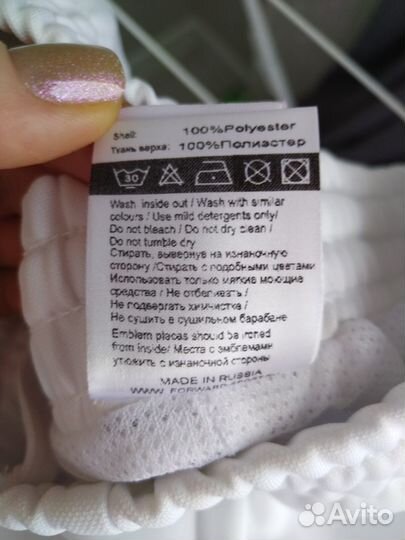 Shell: 100%Polyester
Ткань верха: 100%Полиэстер
30
Wash inside out / Wash with similar
colours / Use mild detergents only/
Do not bleach / Do not dry clean /
Do not tumble dry
Стирать, вывернув на изнаночную
сторону /Стирать с подобными цветами
Использовать только мягкие моющие
средства / Не отбеливать /
Не подвергать химчистке /
Не сушить в сушильном барабане
Emblem places should be ironed
from inside/ Места с эмблемами
утюжить с изнаночной стороны
MADE IN RUSSIA
WWW.
Avito